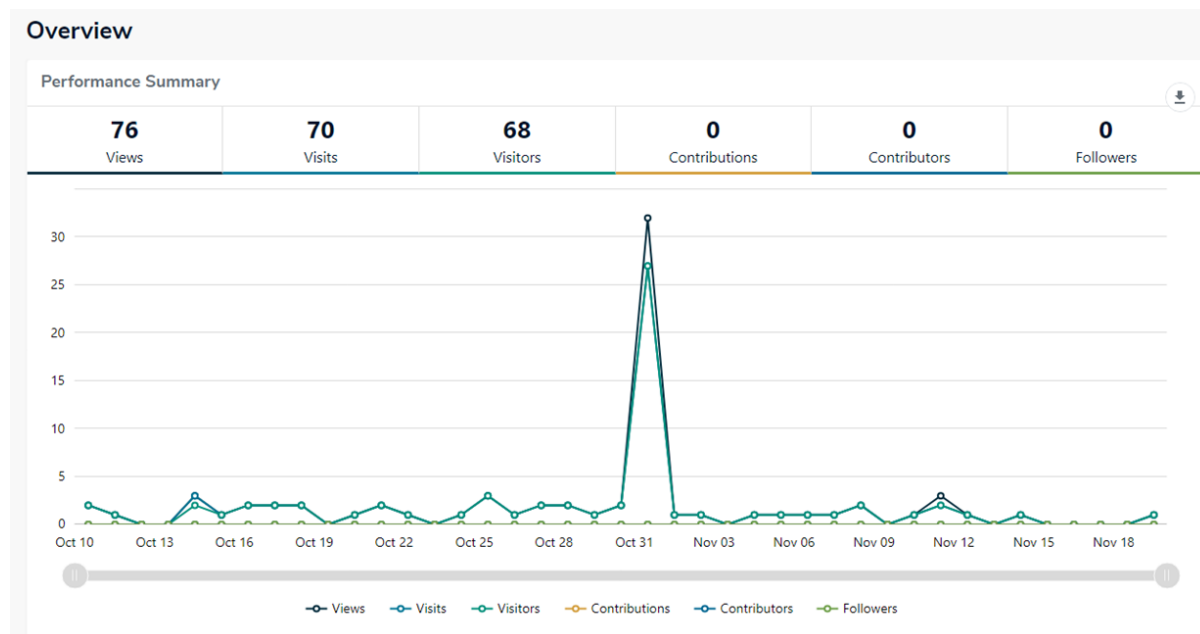 Overview
Performance Summary
76 70 68 0 0 0
Views Visits Visitors Contributions Contributors Followers
30
25
20
15
10
5
0
Oct 10 Oct 13 Oct 16 Oct 19 Oct 22 Oct 25 Oct 28 Oct 31 Nov 03 Nov 06 Nov 09 Nov 12 Nov 15 Nov 18
Views Visits Visitors Contributions Contributors Followers